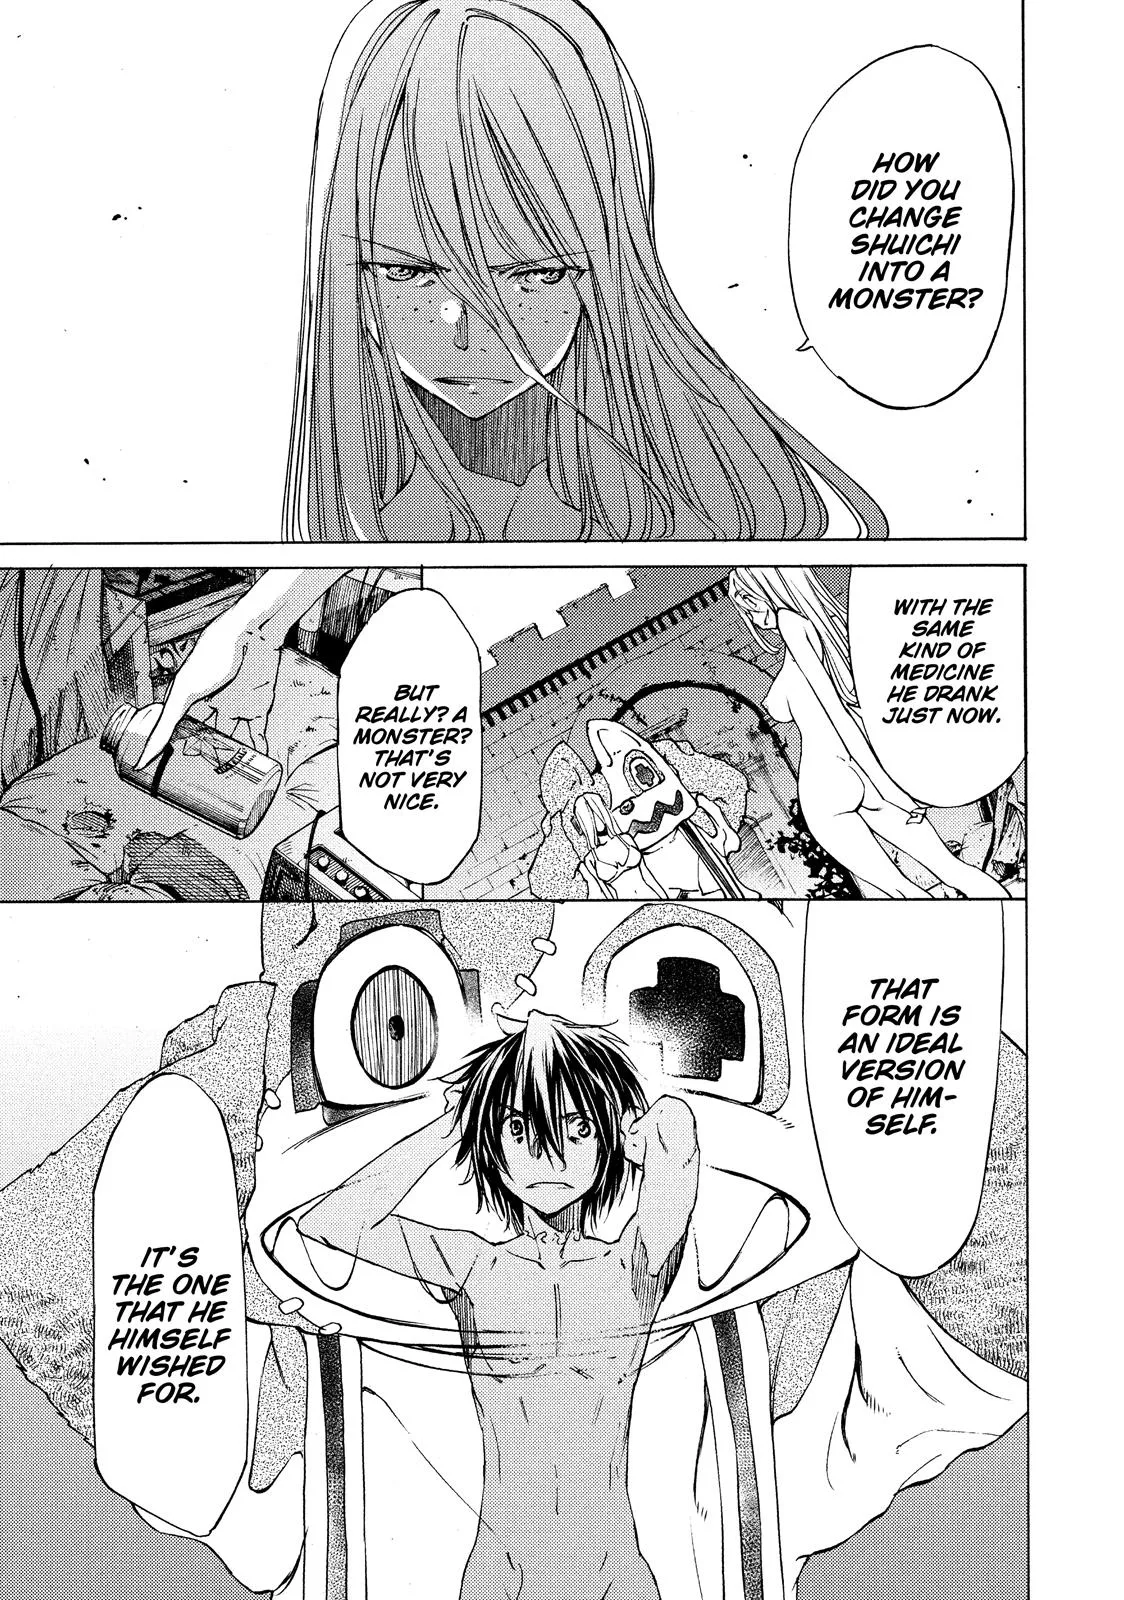 HOW
DID YOU
CHANGE
SHUICHI
INTO A
MONSTER?
WITH THE
SAME
KIND OF
MEDICINE
HE DRANK
JUST NOW.
BUT
REALLY? A
MONSTER?
THAT'S
NOT VERY
NICE.
THAT
FORM IS
AN IDEAL
VERSION
OF HIM-
SELF.
IT'S
THE ONE
THAT HE
HIMSELF
WISHED
FOR.